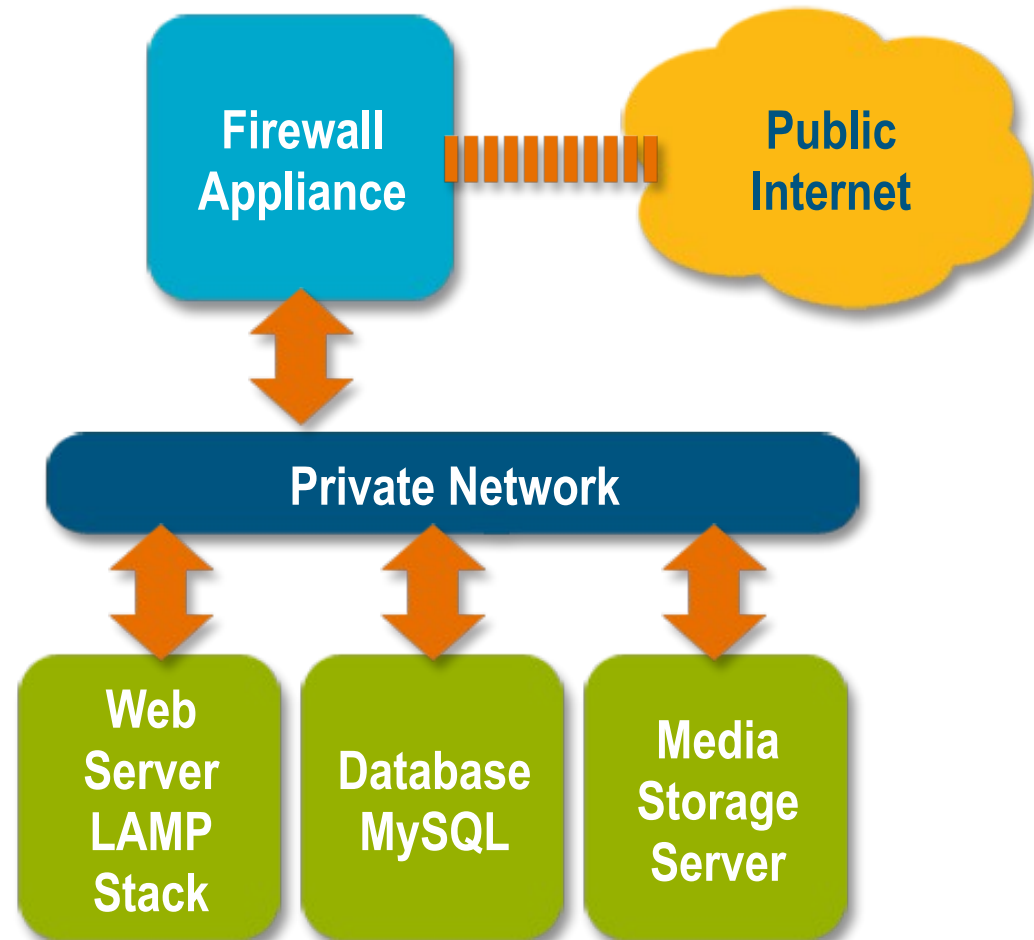 Firewall
Appliance
Public
Internet
Private Network
Web
Server
LAMP
Stack
Database
MySQL
Media
Storage
Server